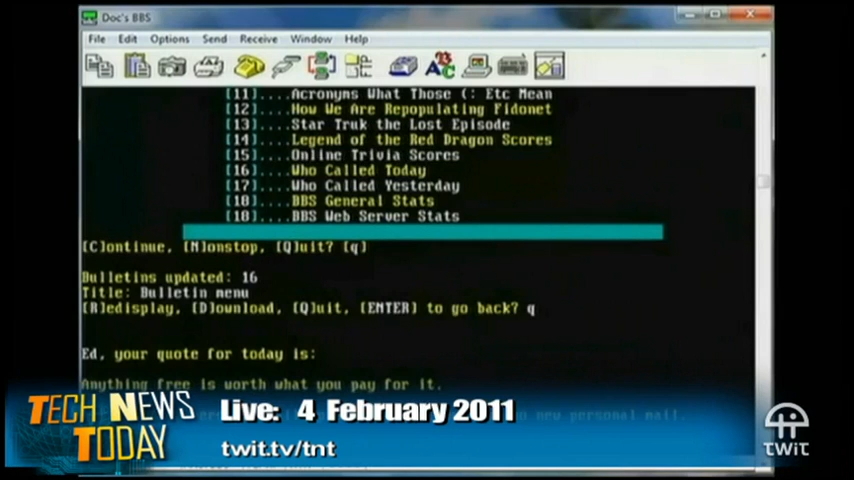 Doc's BBS
File Edit Options Send Receive Window Help
[11]....Acronyms What Those (: Etc Mean
[12]....How We Are Repopulating Fidonet
[13]....Star Truk the Lost Episode
[14]....Legend of the Red Dragon Scores
[15]....Online Trivia Scores
[16]....Who Called Today
[17]....Who Called Yesterday
[18]....BBS General Stats
[18]....BBS Web Server Stats
[C]ontinue, [N]onstop, [Q]uit? [q]
Bulletins updated: 16
Title: Bulletin menu
[R]edisplay, [D]ownload, [Q]uit, [ENTER] to go back? q
Ed, your quote for today is:
Anything free is worth what you pay for it.
new personal mail.
TECH NEWS TODAY
Live: 4 February 2011
twit.tv/tnt
TWiT